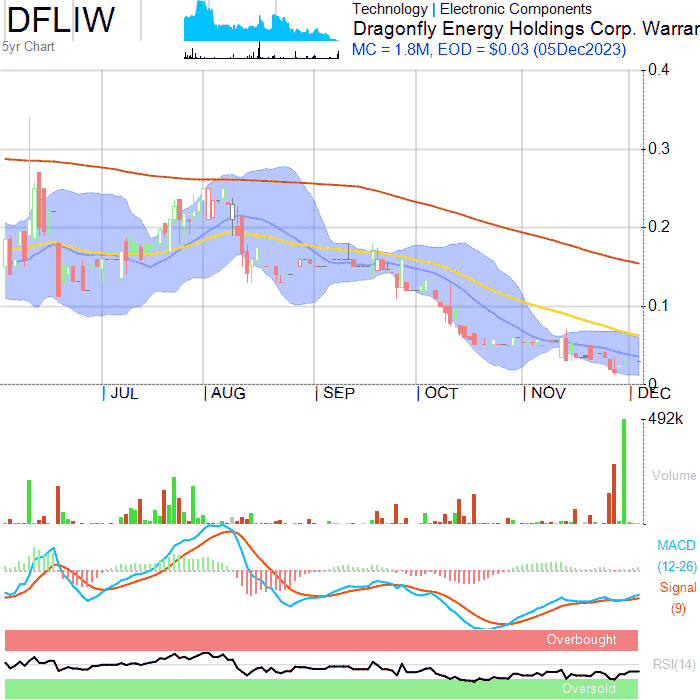 DFLIW
5yr Chart
Technology | Electronic Components
Dragonfly Energy Holdings Corp. Warrar
MC = 1.8M, EOD = $0.03 (05Dec2023)
0.4
0.3
0.2
0.1
0
JUL AUG SEP OCT NOV DEC
492k
Volume
MACD
(12-26)
Signal
(9)
Overbought
RSI(14)
Oversold